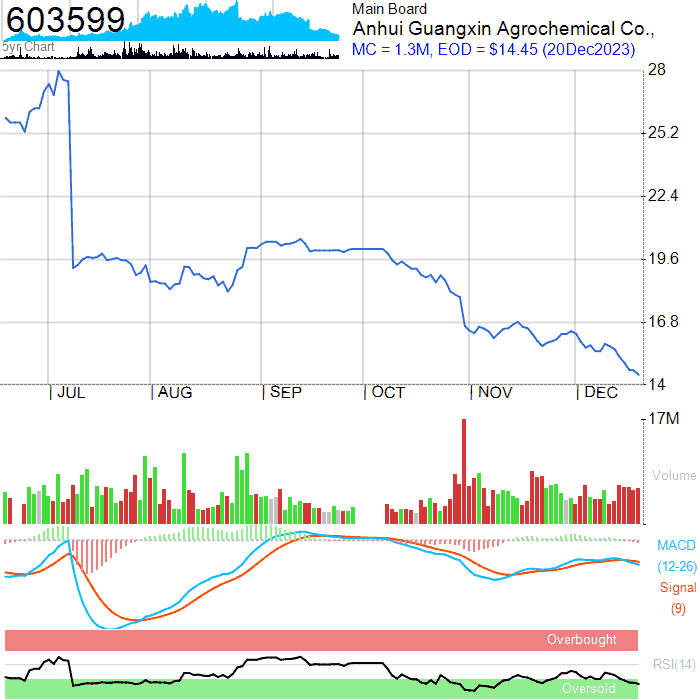 603599
5yr Chart
Main Board
Anhui Guangxin Agrochemical Co.,
MC = 1.3M, EOD = $14.45 (20Dec2023)
28
25.2
22.4
19.6
16.8
14
JUL AUG SEP OCT NOV DEC
17M
Volume
MACD
(12-26)
Signal
(9)
Overbought
RSI(14)
Oversold